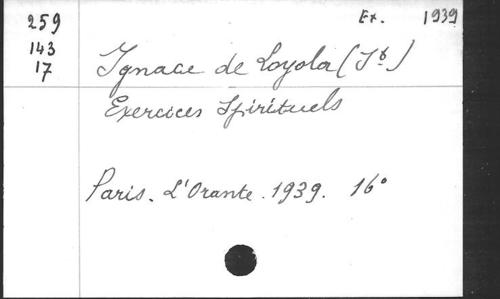 259
143
17
Ex. 1939
Ignace de Loyola (St)
Exercices Spirituels
Paris. L'Orante. 1939. 16°